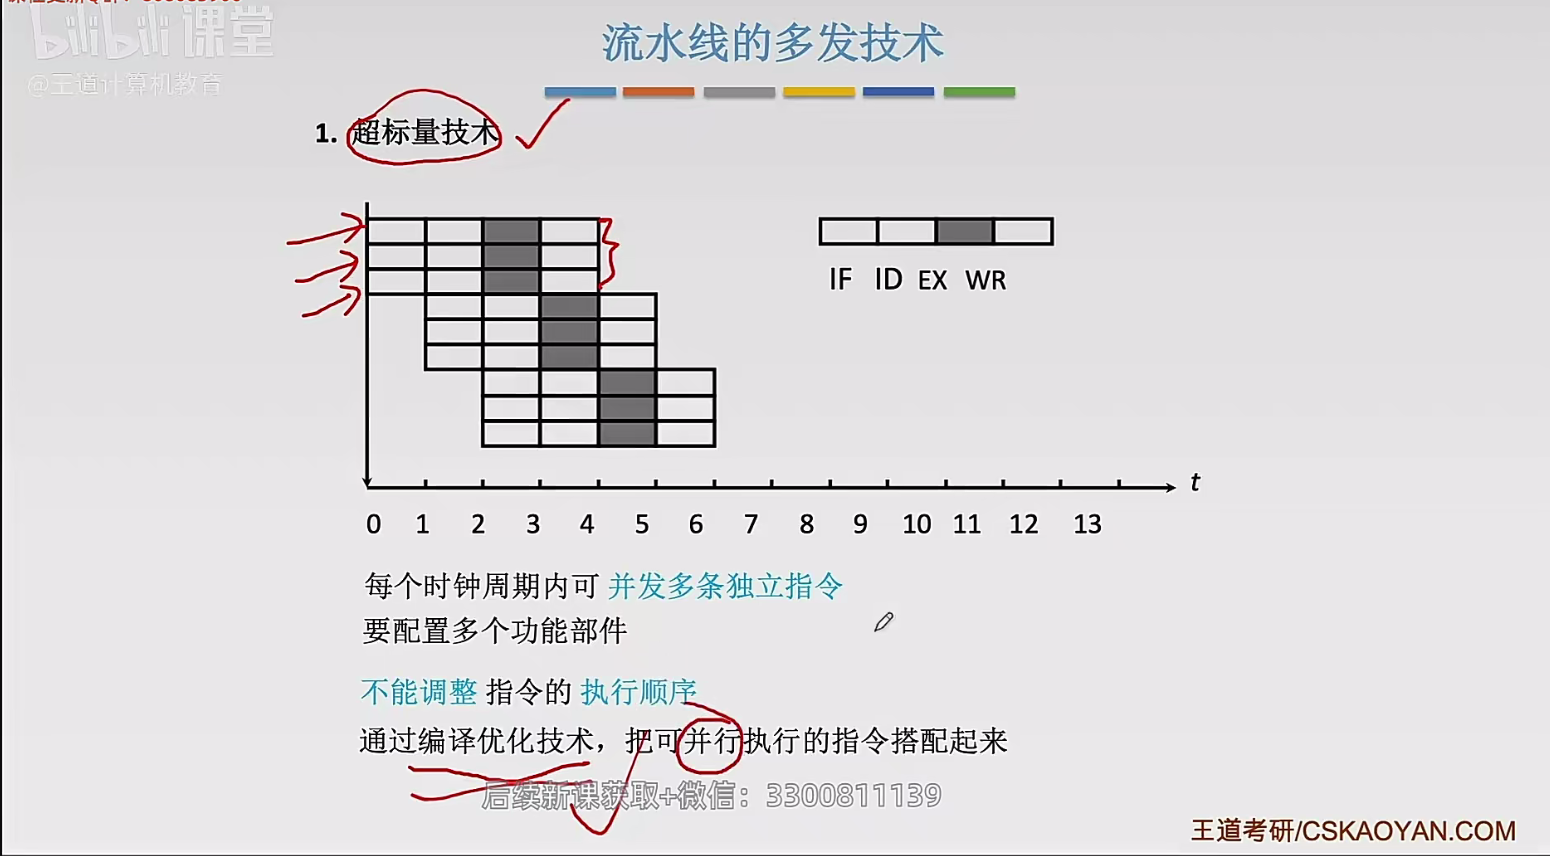 bilibili课堂
@王道计算机教育
流水线的多发技术
1. 超标量技术
IF ID EX WR
t
0 1 2 3 4 5 6 7 8 9 10 11 12 13
每个时钟周期内可 并发多条独立指令
要配置多个功能部件
不能调整 指令的 执行顺序
通过编译优化技术，把可并行执行的指令搭配起来
后续新课获取+微信：3300811139
王道考研/CSKAOYAN.COM